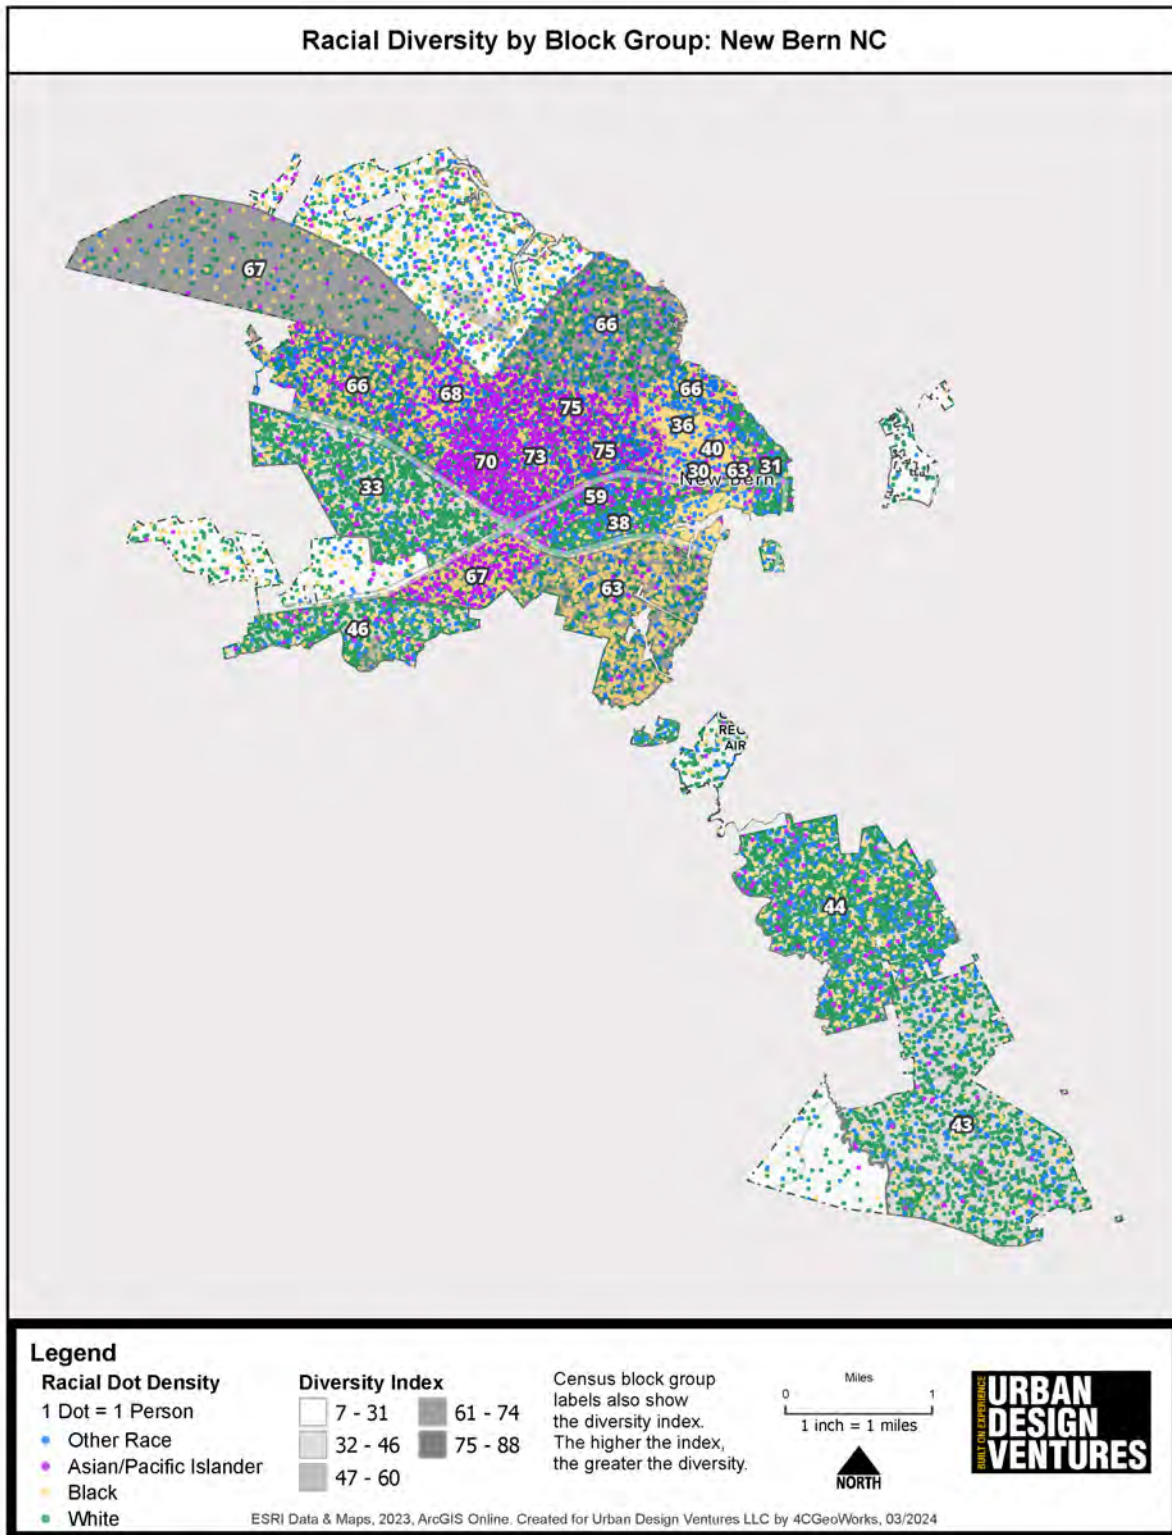 Racial Diversity by Block Group: New Bern NC
67
66
66
68
66
75
36
40
75
70
73
30
63
31
New Bern
33
59
38
67
63
46
REG
AIR
44
43
Legend
Racial Dot Density
1 Dot = 1 Person
Other Race
Asian/Pacific Islander
Black
White
Diversity Index
7 - 31
32 - 46
47 - 60
61 - 74
75 - 88
Census block group
labels also show
the diversity index.
The higher the index,
the greater the diversity.
Miles
0 1
1 inch = 1 miles
NORTH
BUILT ON EXPERIENCE
URBAN
DESIGN
VENTURES
ESRI Data & Maps, 2023, ArcGIS Online. Created for Urban Design Ventures LLC by 4CGeoWorks, 03/2024